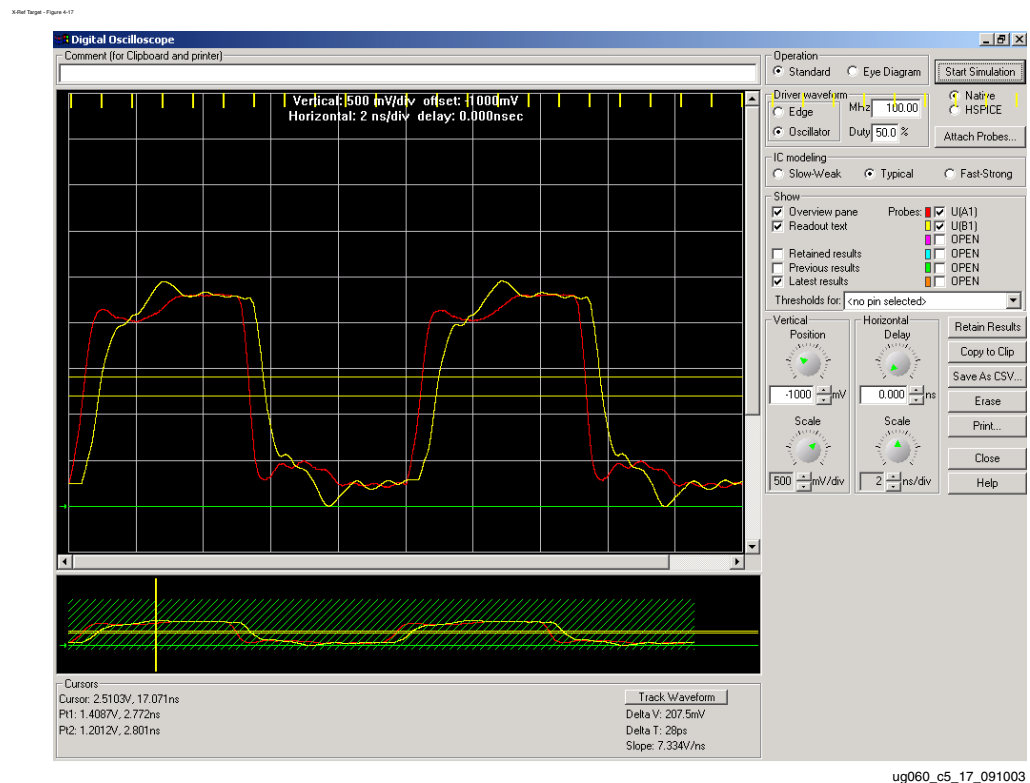 X-Ref Target - Figure 4-17
Digital Oscilloscope
Comment (for Clipboard and printer)
Vertical: 500 mV/div offset: -1000mV
Horizontal: 2 ns/div delay: 0.000nsec
Operation
Standard Eye Diagram
Start Simulation
Driver waveform
Edge
Oscillator
Mhz 100.00
Duty 50.0 %
Native
HSPICE
Attach Probes...
IC modeling
Slow-Weak Typical Fast-Strong
Show
Overview pane Probes: U(A1)
Readout text U(B1)
OPEN
Retained results OPEN
Previous results OPEN
Latest results OPEN
Thresholds for: <no pin selected>
Vertical
Position
-1000 mV
Scale
500 mV/div
Horizontal
Delay
0.000 ns
Scale
2 ns/div
Retain Results
Copy to Clip
Save As CSV...
Erase
Print...
Close
Help
Cursors
Cursor: 2.5103V, 17.071ns
Pt1: 1.4087V, 2.772ns
Pt2: 1.2012V, 2.801ns
Track Waveform
Delta V: 207.5mV
Delta T: 28ps
Slope: 7.334V/ns
ug060_c5_17_091003